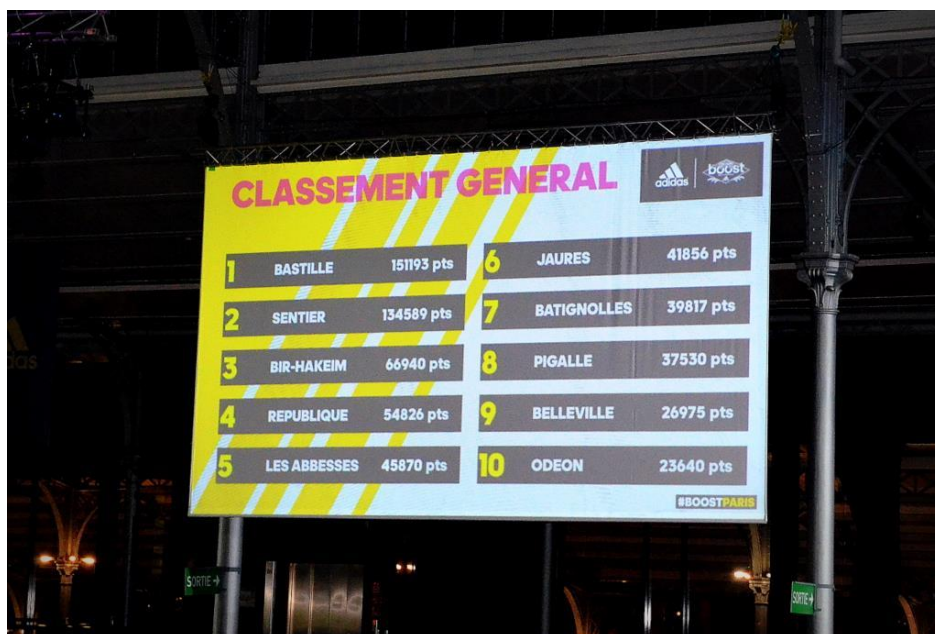 CLASSEMENT GENERAL
adidas
boost
1 BASTILLE 151193 pts
2 SENTIER 134589 pts
3 BIR-HAKEIM 66940 pts
4 REPUBLIQUE 54826 pts
5 LES ABBESSES 45870 pts
6 JAURES 41856 pts
7 BATIGNOLLES 39817 pts
8 PIGALLE 37530 pts
9 BELLEVILLE 26975 pts
10 ODEON 23640 pts
#BOOSTPARIS
SORTIE →
SORTIE →